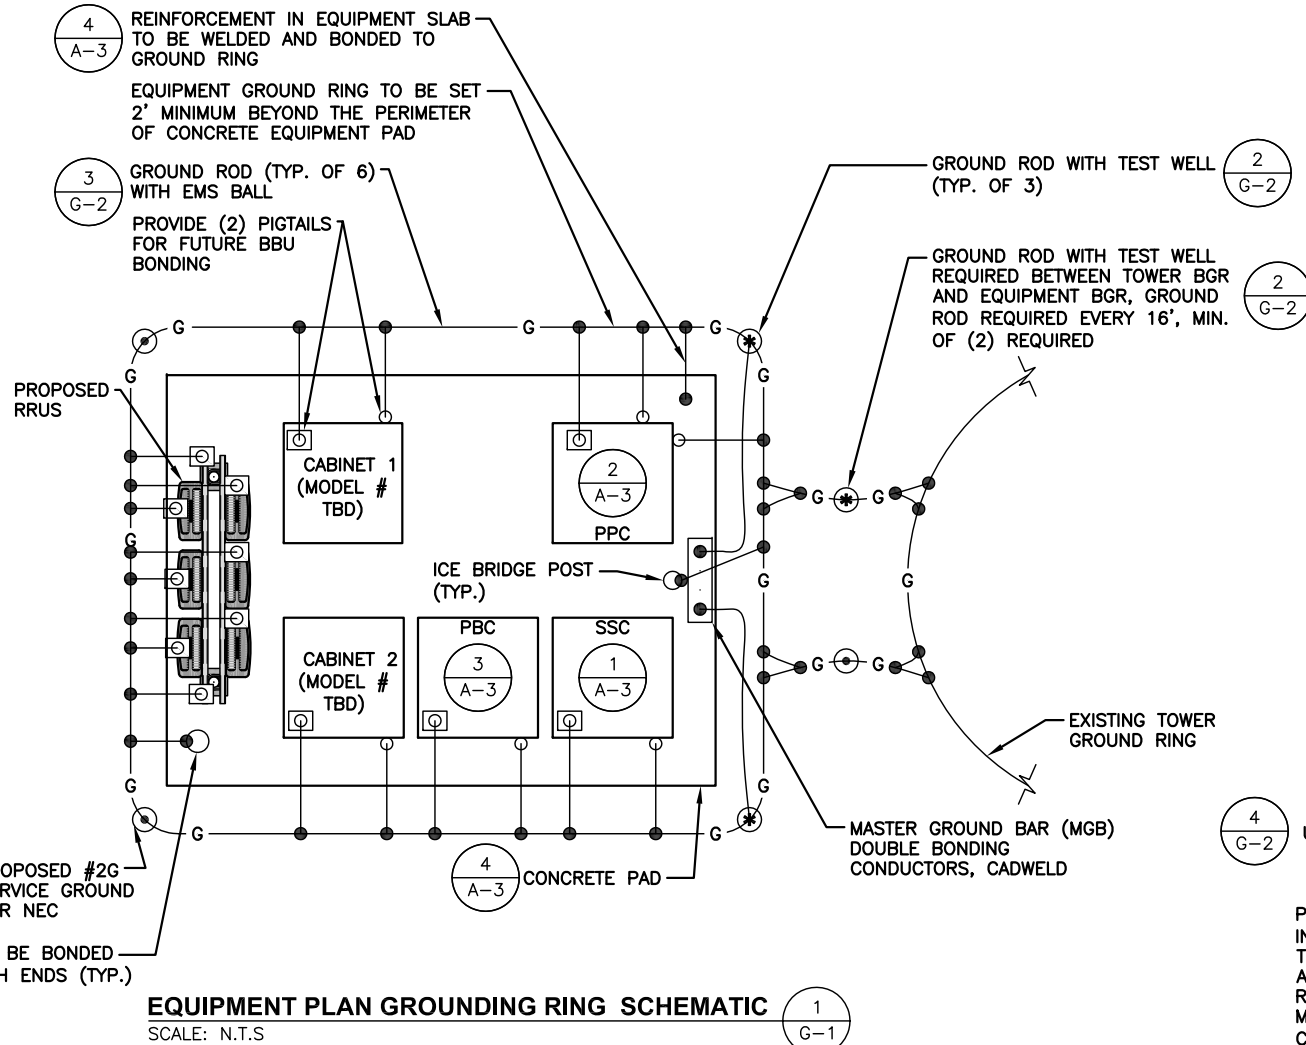 4
A-3
REINFORCEMENT IN EQUIPMENT SLAB
TO BE WELDED AND BONDED TO
GROUND RING
EQUIPMENT GROUND RING TO BE SET
2' MINIMUM BEYOND THE PERIMETER
OF CONCRETE EQUIPMENT PAD
3
G-2
GROUND ROD (TYP. OF 6)
WITH EMS BALL
PROVIDE (2) PIGTAILS
FOR FUTURE BBU
BONDING
GROUND ROD WITH TEST WELL
(TYP. OF 3)
2
G-2
GROUND ROD WITH TEST WELL
REQUIRED BETWEEN TOWER BGR
AND EQUIPMENT BGR, GROUND
ROD REQUIRED EVERY 16', MIN.
OF (2) REQUIRED
2
G-2
G
G
G
G
G
PROPOSED
RRUS
CABINET 1
(MODEL #
TBD)
2
A-3
PPC
G
G
G
ICE BRIDGE POST
(TYP.)
G
G
CABINET 2
(MODEL #
TBD)
PBC
3
A-3
SSC
1
A-3
G
G
EXISTING TOWER
GROUND RING
G
G
G
G
MASTER GROUND BAR (MGB)
DOUBLE BONDING
CONDUCTORS, CADWELD
4
G-2
U
4
A-3
CONCRETE PAD
OPOSED #2G
RVICE GROUND
R NEC
BE BONDED
H ENDS (TYP.)
P
IN
T
A
R
M
C
EQUIPMENT PLAN GROUNDING RING SCHEMATIC
SCALE: N.T.S
1
G-1